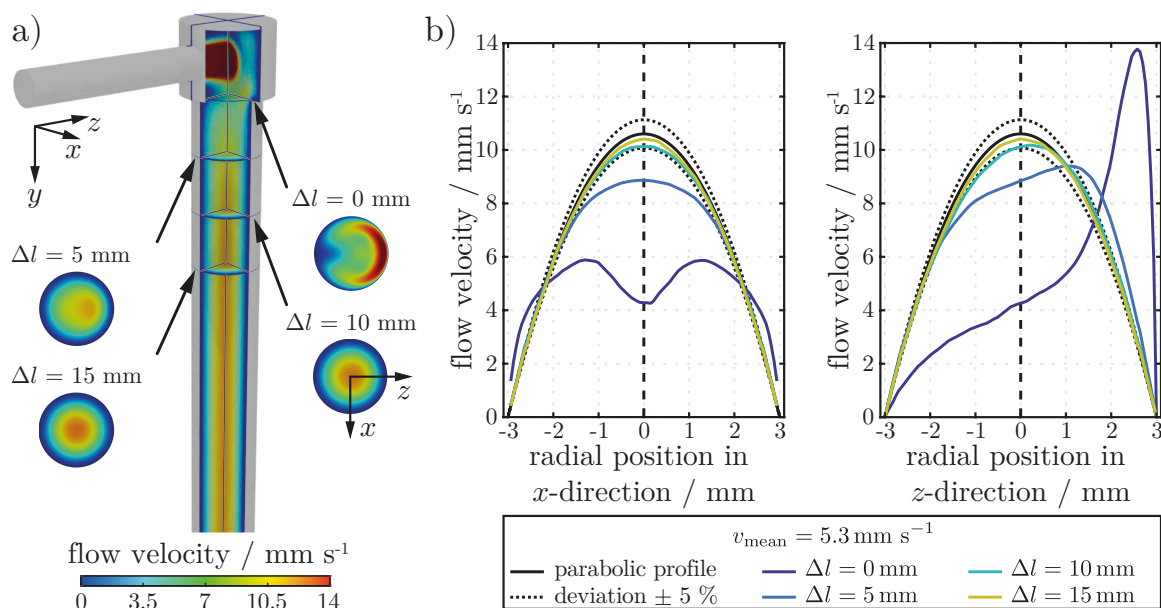 a)
z
x
y
Δl = 0 mm
Δl = 5 mm
Δl = 10 mm
Δl = 15 mm
z
x
flow velocity / mm s⁻¹
0 3.5 7 10.5 14
b)
flow velocity / mm s⁻¹
14
12
10
8
6
4
2
0
-3 -2 -1 0 1 2 3
radial position in
x-direction / mm
flow velocity / mm s⁻¹
14
12
10
8
6
4
2
0
-3 -2 -1 0 1 2 3
radial position in
z-direction / mm
v_mean = 5.3 mm s⁻¹
parabolic profile Δl = 0 mm Δl = 10 mm
deviation ± 5 % Δl = 5 mm Δl = 15 mm